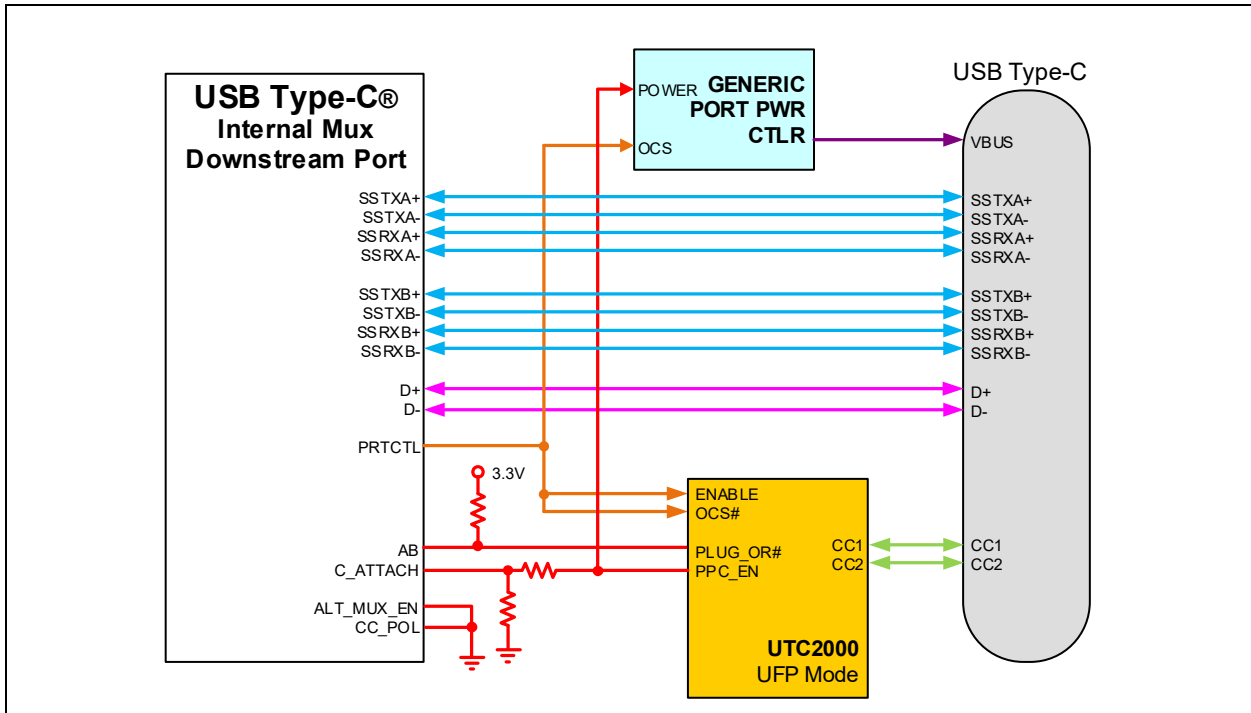 USB Type-C®
Internal Mux
Downstream Port
SSTXA+
SSTXA-
SSRXA+
SSRXA-
SSTXB+
SSTXB-
SSRXB+
SSRXB-
D+
D-
PRTCTL
3.3V
AB
C_ATTACH
ALT_MUX_EN
CC_POL
POWER
GENERIC
PORT PWR
CTLR
OCS
ENABLE
OCS#
PLUG_OR#
PPC_EN
CC1
CC2
UTC2000
UFP Mode
USB Type-C
VBUS
SSTXA+
SSTXA-
SSRXA+
SSRXA-
SSTXB+
SSTXB-
SSRXB+
SSRXB-
D+
D-
CC1
CC2